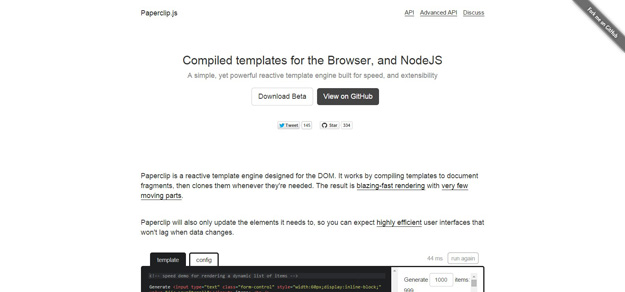 Paperclip.js API Advanced API Discuss
Fork me on GitHub
Compiled templates for the Browser, and NodeJS
A simple, yet powerful reactive template engine built for speed, and extensibility
Download Beta View on GitHub
Tweet 145 Star 334
Paperclip is a reactive template engine designed for the DOM. It works by compiling templates to document
fragments, then clones them whenever they're needed. The result is blazing-fast rendering with very few
moving parts.
Paperclip will also only update the elements it needs to, so you can expect highly efficient user interfaces that
won't lag when data changes.
template config 44 ms run again
<!-- speed demo for rendering a dynamic list of items -->
Generate <input type="text" class="form-control" style="width:60px;display:inline-block;"
Generate 1000 items:
999